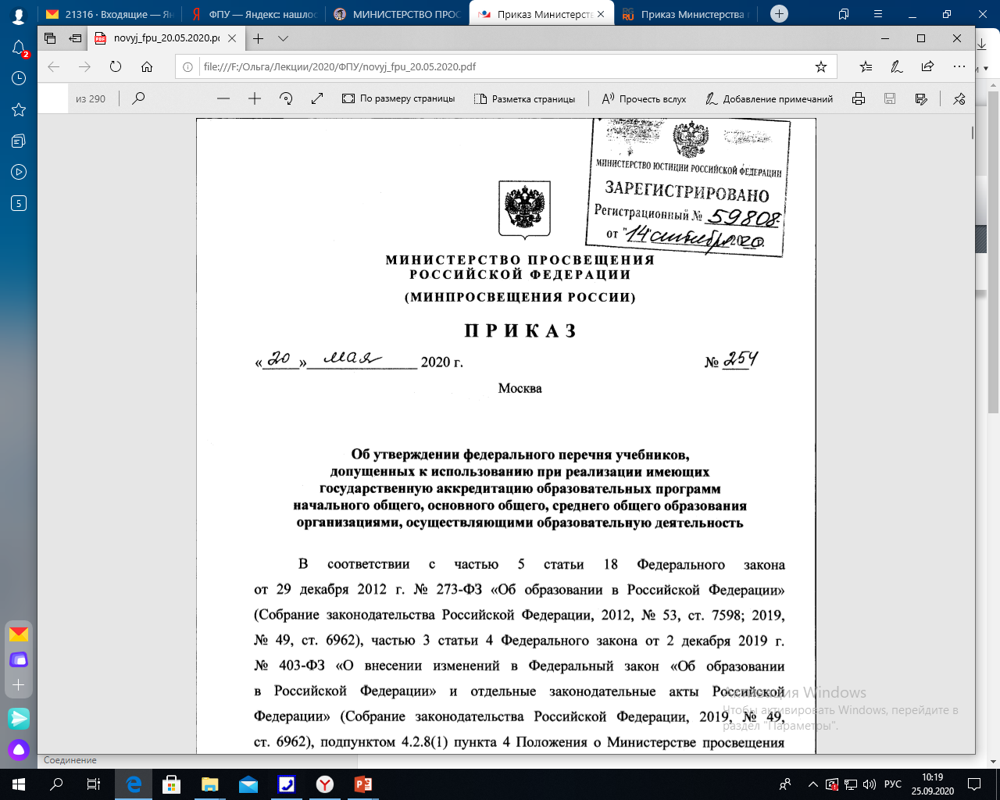 21316 · Входящие — Ян
ФПУ — Яндекс: нашлос
МИНИСТЕРСТВО ПРОС
Приказ Министерст
Приказ Министерства п
novyj_fpu_20.05.2020.pd
file:///F:/Ольга/Лекции/2020/ФПУ/novyj_fpu_20.05.2020.pdf
из 290
По размеру страницы
Разметка страницы
Прочесть вслух
Добавление примечаний
2
5
МИНИСТЕРСТВО ЮСТИЦИИ РОССИЙСКОЙ ФЕДЕРАЦИИ
ЗАРЕГИСТРИРОВАНО
Регистрационный № 59808
от "14" сентября 2020 г.
МИНИСТЕРСТВО ПРОСВЕЩЕНИЯ
РОССИЙСКОЙ ФЕДЕРАЦИИ
(МИНПРОСВЕЩЕНИЯ РОССИИ)
ПРИКАЗ
«20» мая 2020 г. № 254
Москва
Об утверждении федерального перечня учебников,
допущенных к использованию при реализации имеющих
государственную аккредитацию образовательных программ
начального общего, основного общего, среднего общего образования
организациями, осуществляющими образовательную деятельность
В соответствии с частью 5 статьи 18 Федерального закона
от 29 декабря 2012 г. № 273-ФЗ «Об образовании в Российской Федерации»
(Собрание законодательства Российской Федерации, 2012, № 53, ст. 7598; 2019,
№ 49, ст. 6962), частью 3 статьи 4 Федерального закона от 2 декабря 2019 г.
№ 403-ФЗ «О внесении изменений в Федеральный закон «Об образовании
в Российской Федерации» и отдельные законодательные акты Российской
Федерации» (Собрание законодательства Российской Федерации, 2019, № 49,
ст. 6962), подпунктом 4.2.8(1) пункта 4 Положения о Министерстве просвещения
Активация Windows
Чтобы активировать Windows, перейдите в
раздел "Параметры".
Соединение
РУС
10:19
25.09.2020